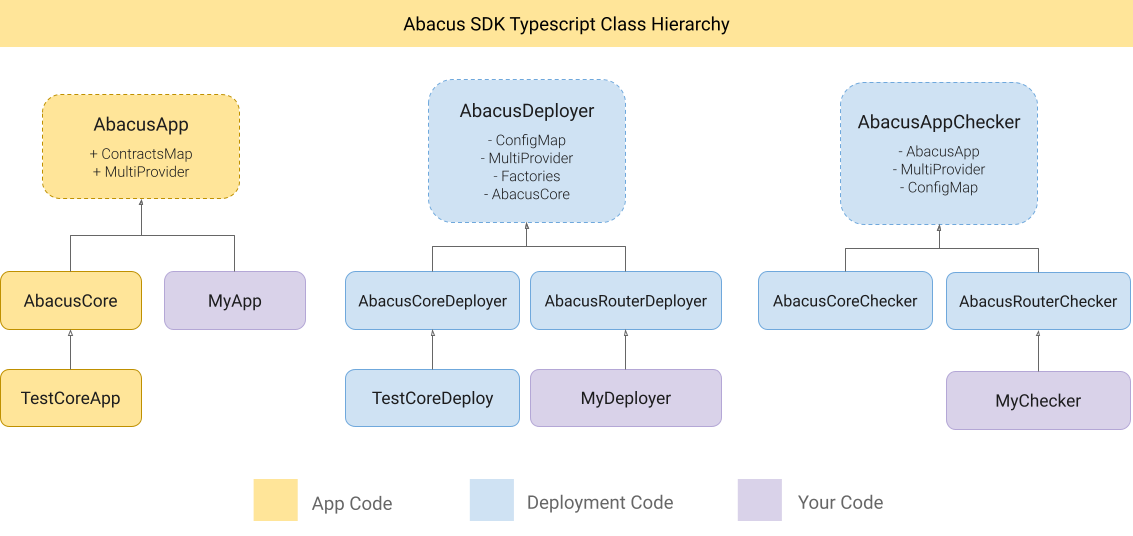 Abacus SDK Typescript Class Hierarchy
AbacusApp
+ ContractsMap
+ MultiProvider
AbacusDeployer
- ConfigMap
- MultiProvider
- Factories
- AbacusCore
AbacusAppChecker
- AbacusApp
- MultiProvider
- ConfigMap
AbacusCore
MyApp
AbacusCoreDeployer
AbacusRouterDeployer
AbacusCoreChecker
AbacusRouterChecker
TestCoreApp
TestCoreDeploy
MyDeployer
MyChecker
App Code
Deployment Code
Your Code